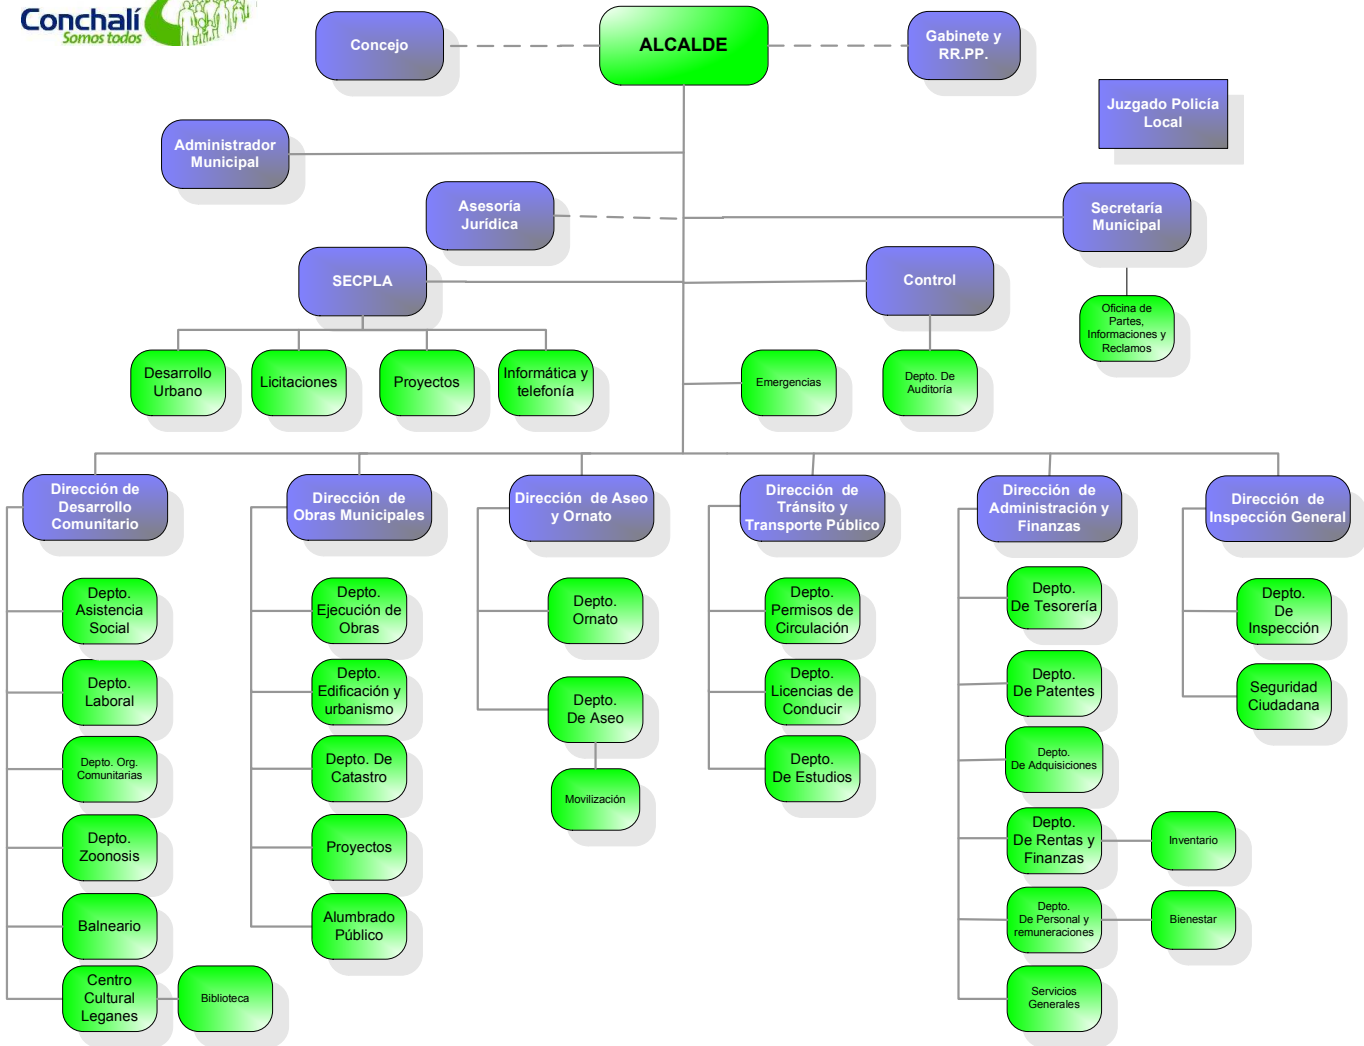 Conchalí
Somos todos
Concejo
ALCALDE
Gabinete y
RR.PP.
Juzgado Policía
Local
Administrador
Municipal
Asesoría
Jurídica
Secretaría
Municipal
SECPLA
Control
Oficina de
Partes,
Informaciones y
Reclamos
Desarrollo
Urbano
Licitaciones
Proyectos
Informática y
telefonía
Emergencias
Depto. De
Auditoría
Dirección de
Desarrollo
Comunitario
Dirección de
Obras Municipales
Dirección de Aseo
y Ornato
Dirección de
Tránsito y
Transporte Público
Dirección de
Administración y
Finanzas
Dirección de
Inspección General
Depto.
Asistencia
Social
Depto.
Laboral
Depto. Org.
Comunitarias
Depto.
Zoonosis
Balneario
Centro
Cultural
Leganes
Biblioteca
Depto.
Ejecución de
Obras
Depto.
Edificación y
urbanismo
Depto. De
Catastro
Proyectos
Alumbrado
Público
Depto.
Ornato
Depto.
De Aseo
Movilización
Depto.
Permisos de
Circulación
Depto.
Licencias de
Conducir
Depto.
De Estudios
Depto.
De Tesorería
Depto.
De Patentes
Depto.
De Adquisiciones
Depto.
De Rentas y
Finanzas
Inventario
Depto.
De Personal y
remuneraciones
Bienestar
Servicios
Generales
Depto.
De
Inspección
Seguridad
Ciudadana